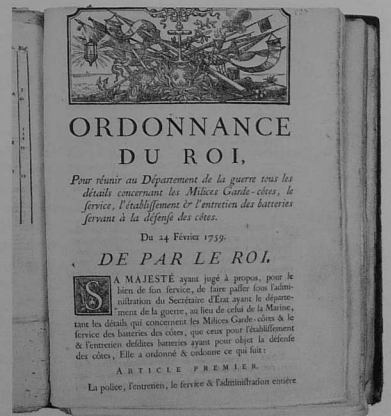 ORDONNANCE
DU ROI,
Pour réunir au Département de la guerre tous les
détails concernant les Milices Garde-côtes, le
service, l'établissement & l'entretien des batteries
servant à la défense des côtes.
Du 24 Février 1759.
DE PAR LE ROI.
SA MAJESTÉ ayant jugé à propos, pour le
bien de son service, de faire passer sous l'admi-
nistration du Secrétaire d'État ayant le départe-
ment de la guerre, au lieu de celui de la Marine,
tant les détails qui concernent les Milices Garde-côtes & le
service des batteries des côtes, que ceux pour l'établissement
& l'entretien desdites batteries ayant pour objet la défense
des côtes, Elle a ordonné & ordonne ce qui suit:
ARTICLE PREMIER.
La police, l'entretien, le service & l'administration entière